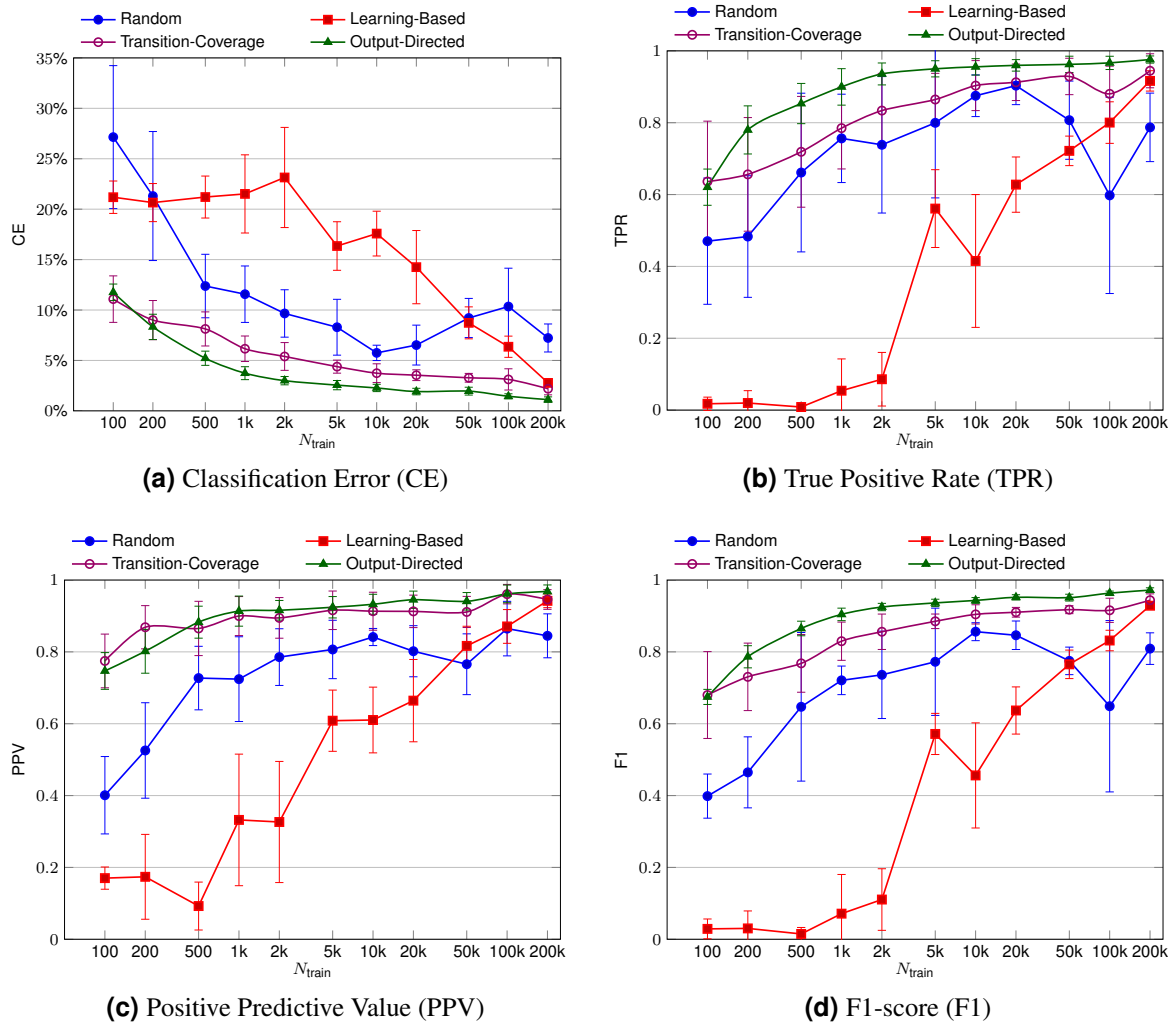 Random
Learning-Based
Transition-Coverage
Output-Directed
35%
30%
25%
20%
15%
10%
5%
0%
CE
100 200 500 1k 2k 5k 10k 20k 50k 100k 200k
N_train
(a) Classification Error (CE)
Random
Learning-Based
Transition-Coverage
Output-Directed
1
0.8
0.6
0.4
0.2
0
TPR
100 200 500 1k 2k 5k 10k 20k 50k 100k 200k
N_train
(b) True Positive Rate (TPR)
Random
Learning-Based
Transition-Coverage
Output-Directed
1
0.8
0.6
0.4
0.2
0
PPV
100 200 500 1k 2k 5k 10k 20k 50k 100k 200k
N_train
(c) Positive Predictive Value (PPV)
Random
Learning-Based
Transition-Coverage
Output-Directed
1
0.8
0.6
0.4
0.2
0
F1
100 200 500 1k 2k 5k 10k 20k 50k 100k 200k
N_train
(d) F1-score (F1)